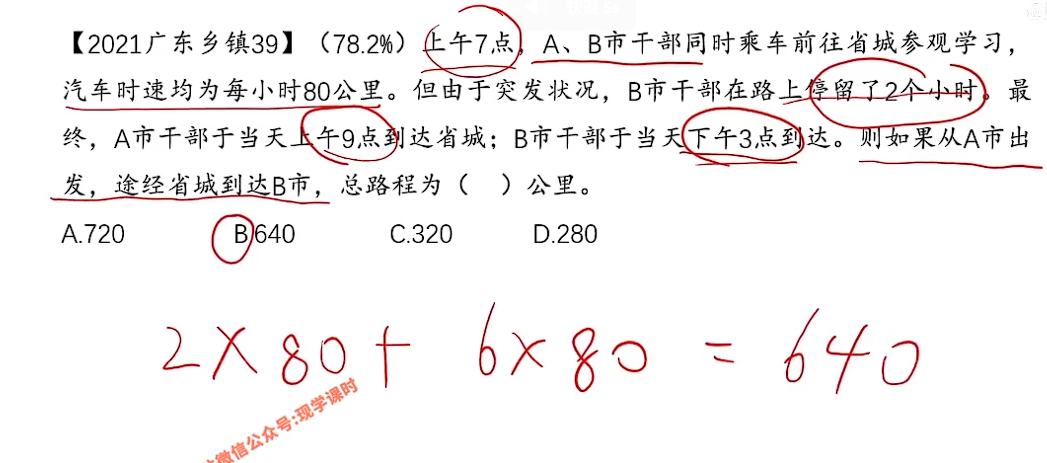 【2021广东乡镇39】（78.2%）上午7点，A、B市干部同时乘车前往省城参观学习，
汽车时速均为每小时80公里。但由于突发状况，B市干部在路上停留了2个小时。最
终，A市干部于当天上午9点到达省城；B市干部于当天下午3点到达。则如果从A市出
发，途经省城到达B市，总路程为（　）公里。
A.720 B.640 C.320 D.280
2×80+ 6×80 = 640
微信公众号:现学课时